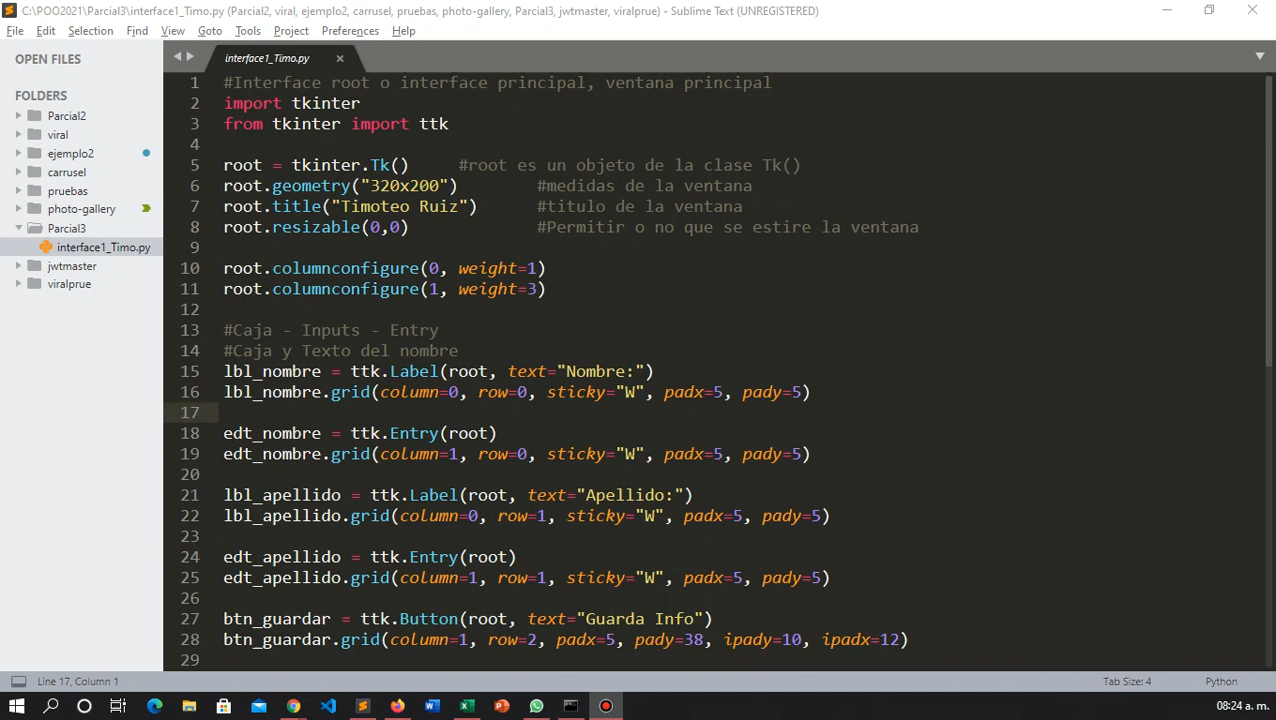 C:\POO2021\Parcial3\interface1_Timo.py (Parcial2, viral, ejemplo2, carrusel, pruebas, photo-gallery, Parcial3, jwtmaster, viralprue) - Sublime Text (UNREGISTERED)
File Edit Selection Find View Goto Tools Project Preferences Help
OPEN FILES
FOLDERS
Parcial2
viral
ejemplo2
carrusel
pruebas
photo-gallery
Parcial3
interface1_Timo.py
jwtmaster
viralprue
interface1_Timo.py
1 #Interface root o interface principal, ventana principal
2 import tkinter
3 from tkinter import ttk
4
5 root = tkinter.Tk() #root es un objeto de la clase Tk()
6 root.geometry("320x200") #medidas de la ventana
7 root.title("Timoteo Ruiz") #titulo de la ventana
8 root.resizable(0,0) #Permitir o no que se estire la ventana
9
10 root.columnconfigure(0, weight=1)
11 root.columnconfigure(1, weight=3)
12
13 #Caja - Inputs - Entry
14 #Caja y Texto del nombre
15 lbl_nombre = ttk.Label(root, text="Nombre:")
16 lbl_nombre.grid(column=0, row=0, sticky="W", padx=5, pady=5)
17
18 edt_nombre = ttk.Entry(root)
19 edt_nombre.grid(column=1, row=0, sticky="W", padx=5, pady=5)
20
21 lbl_apellido = ttk.Label(root, text="Apellido:")
22 lbl_apellido.grid(column=0, row=1, sticky="W", padx=5, pady=5)
23
24 edt_apellido = ttk.Entry(root)
25 edt_apellido.grid(column=1, row=1, sticky="W", padx=5, pady=5)
26
27 btn_guardar = ttk.Button(root, text="Guarda Info")
28 btn_guardar.grid(column=1, row=2, padx=5, pady=38, ipady=10, ipadx=12)
29
Line 17, Column 1 Tab Size: 4 Python
08:24 a. m.